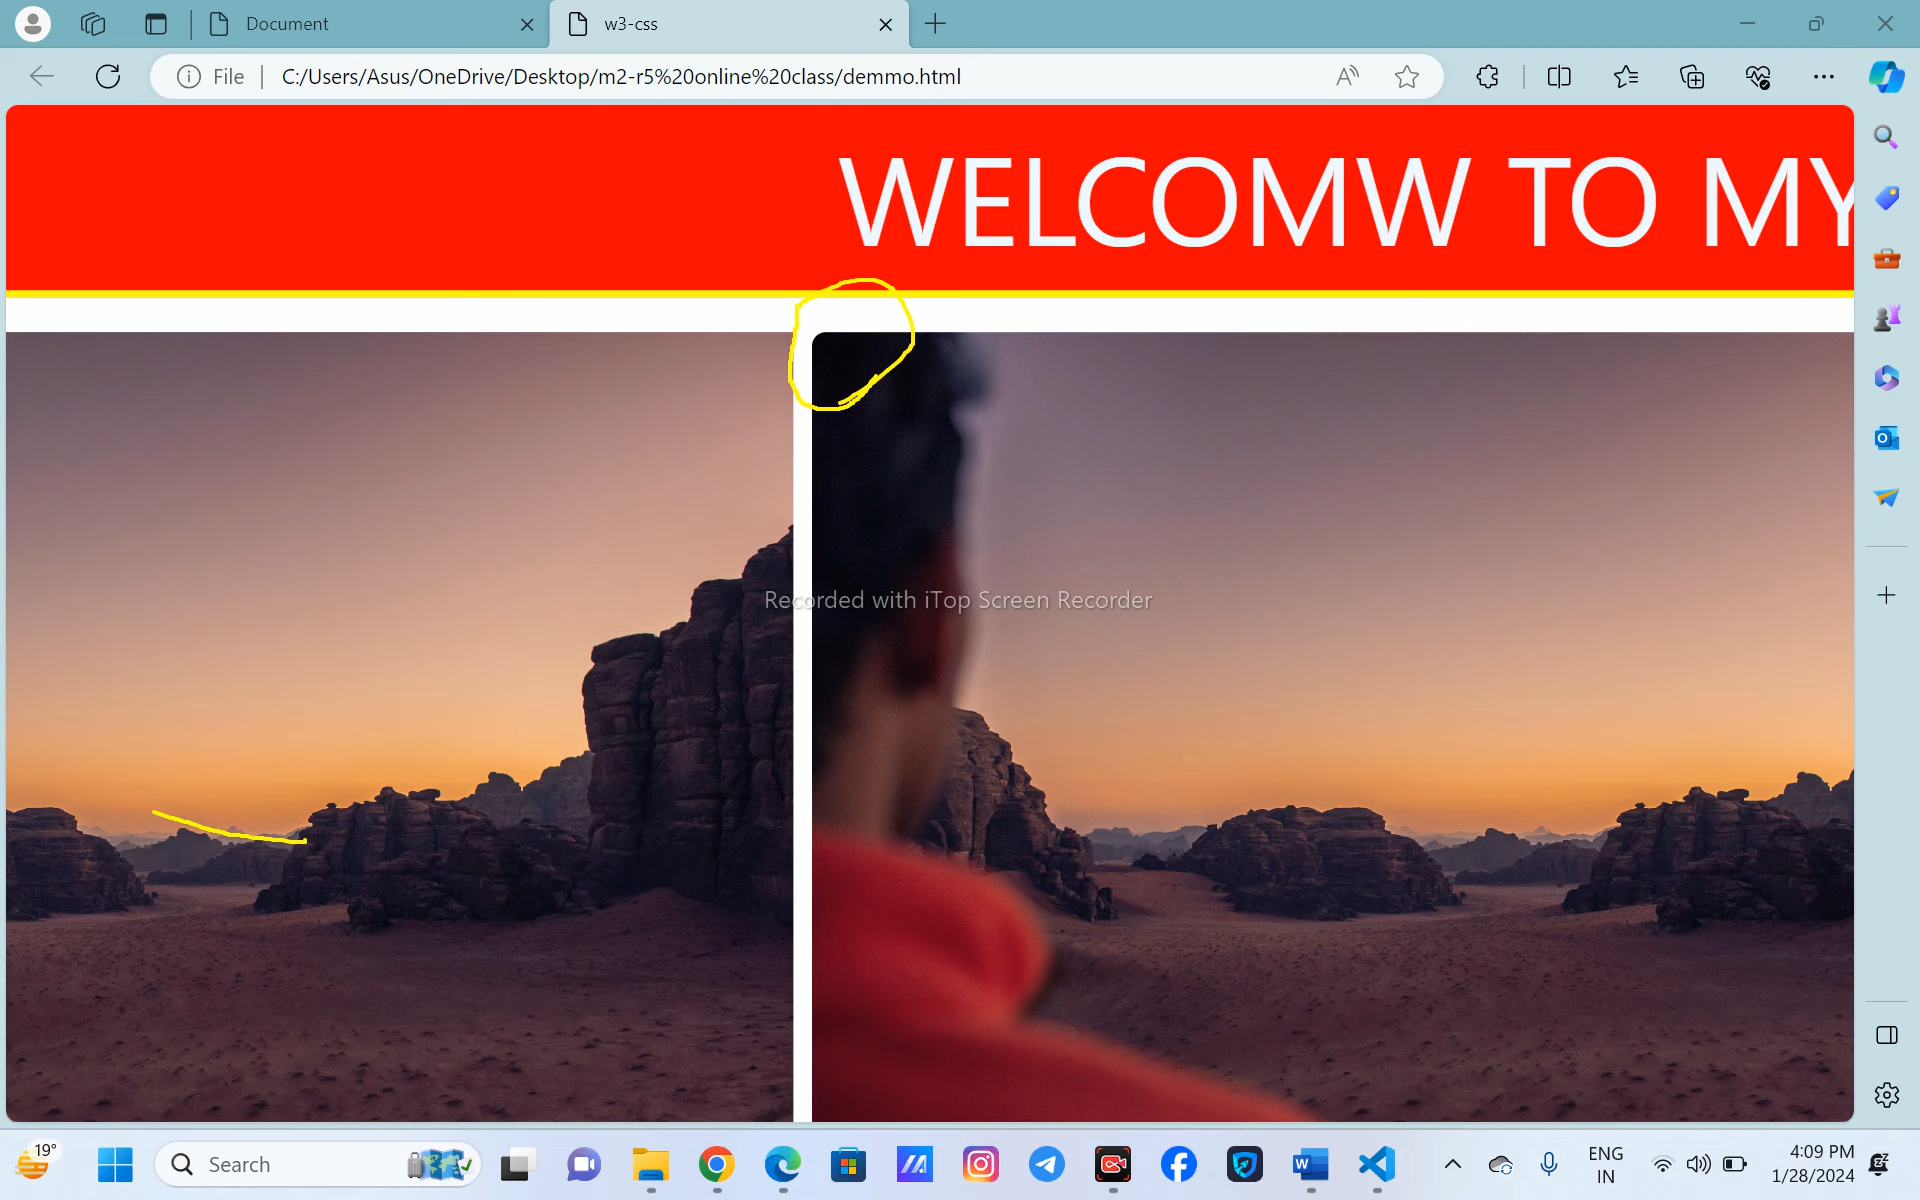 Document
w3-css
File
C:/Users/Asus/OneDrive/Desktop/m2-r5%20online%20class/demmo.html
WELCOMW TO MY
Recorded with iTop Screen Recorder
19°
Search
ENG
IN
4:09 PM
1/28/2024